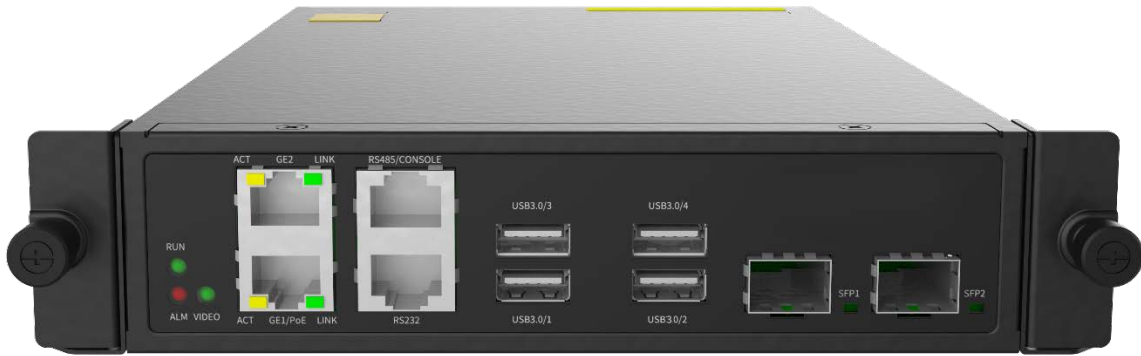 ACT GE2 LINK
RS485/CONSOLE
USB3.0/3
USB3.0/4
RUN
ALM VIDEO
ACT GE1/PoE LINK
RS232
USB3.0/1
USB3.0/2
SFP1
SFP2